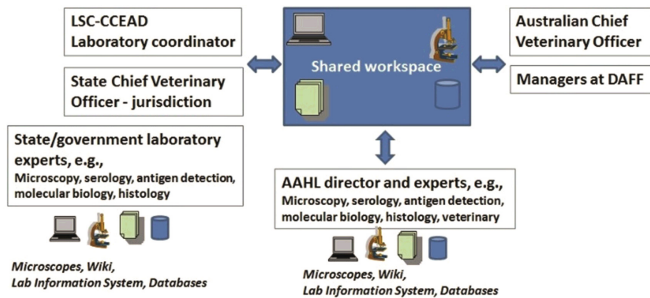 LSC-CCEAD
Laboratory coordinator
State Chief Veterinary
Officer - jurisdiction
Shared workspace
Australian Chief
Veterinary Officer
Managers at DAFF
State/government laboratory
experts, e.g.,
Microscopy, serology, antigen detection,
molecular biology, histology
Microscopes, Wiki,
Lab Information System, Databases
AAHL director and experts, e.g.,
Microscopy, serology, antigen detection,
molecular biology, histology, veterinary
Microscopes, Wiki,
Lab Information System, Databases